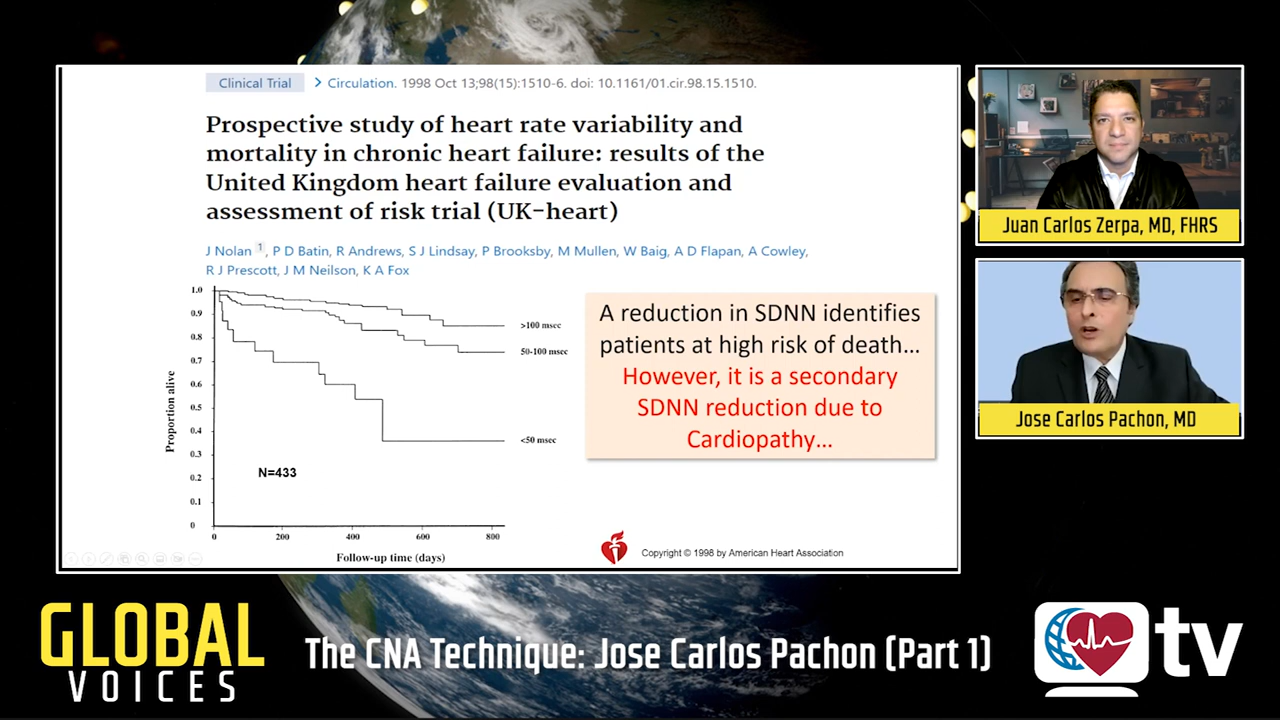 Clinical Trial > Circulation. 1998 Oct 13;98(15):1510-6. doi: 10.1161/01.cir.98.15.1510.
Prospective study of heart rate variability and
mortality in chronic heart failure: results of the
United Kingdom heart failure evaluation and
assessment of risk trial (UK-heart)
J Nolan 1, P D Batin, R Andrews, S J Lindsay, P Brooksby, M Mullen, W Baig, A D Flapan, A Cowley,
R J Prescott, J M Neilson, K A Fox
Proportion alive
1.0
0.9
0.8
0.7
0.6
0.5
0.4
0.3
0.2
0.1
0
>100 msec
50-100 msec
<50 msec
N=433
0 200 400 600 800
Follow-up time (days)
A reduction in SDNN identifies
patients at high risk of death...
However, it is a secondary
SDNN reduction due to
Cardiopathy...
Copyright © 1998 by American Heart Association
Juan Carlos Zerpa, MD, FHRS
Jose Carlos Pachon, MD
GLOBAL
VOICES
The CNA Technique: Jose Carlos Pachon (Part 1)
tv